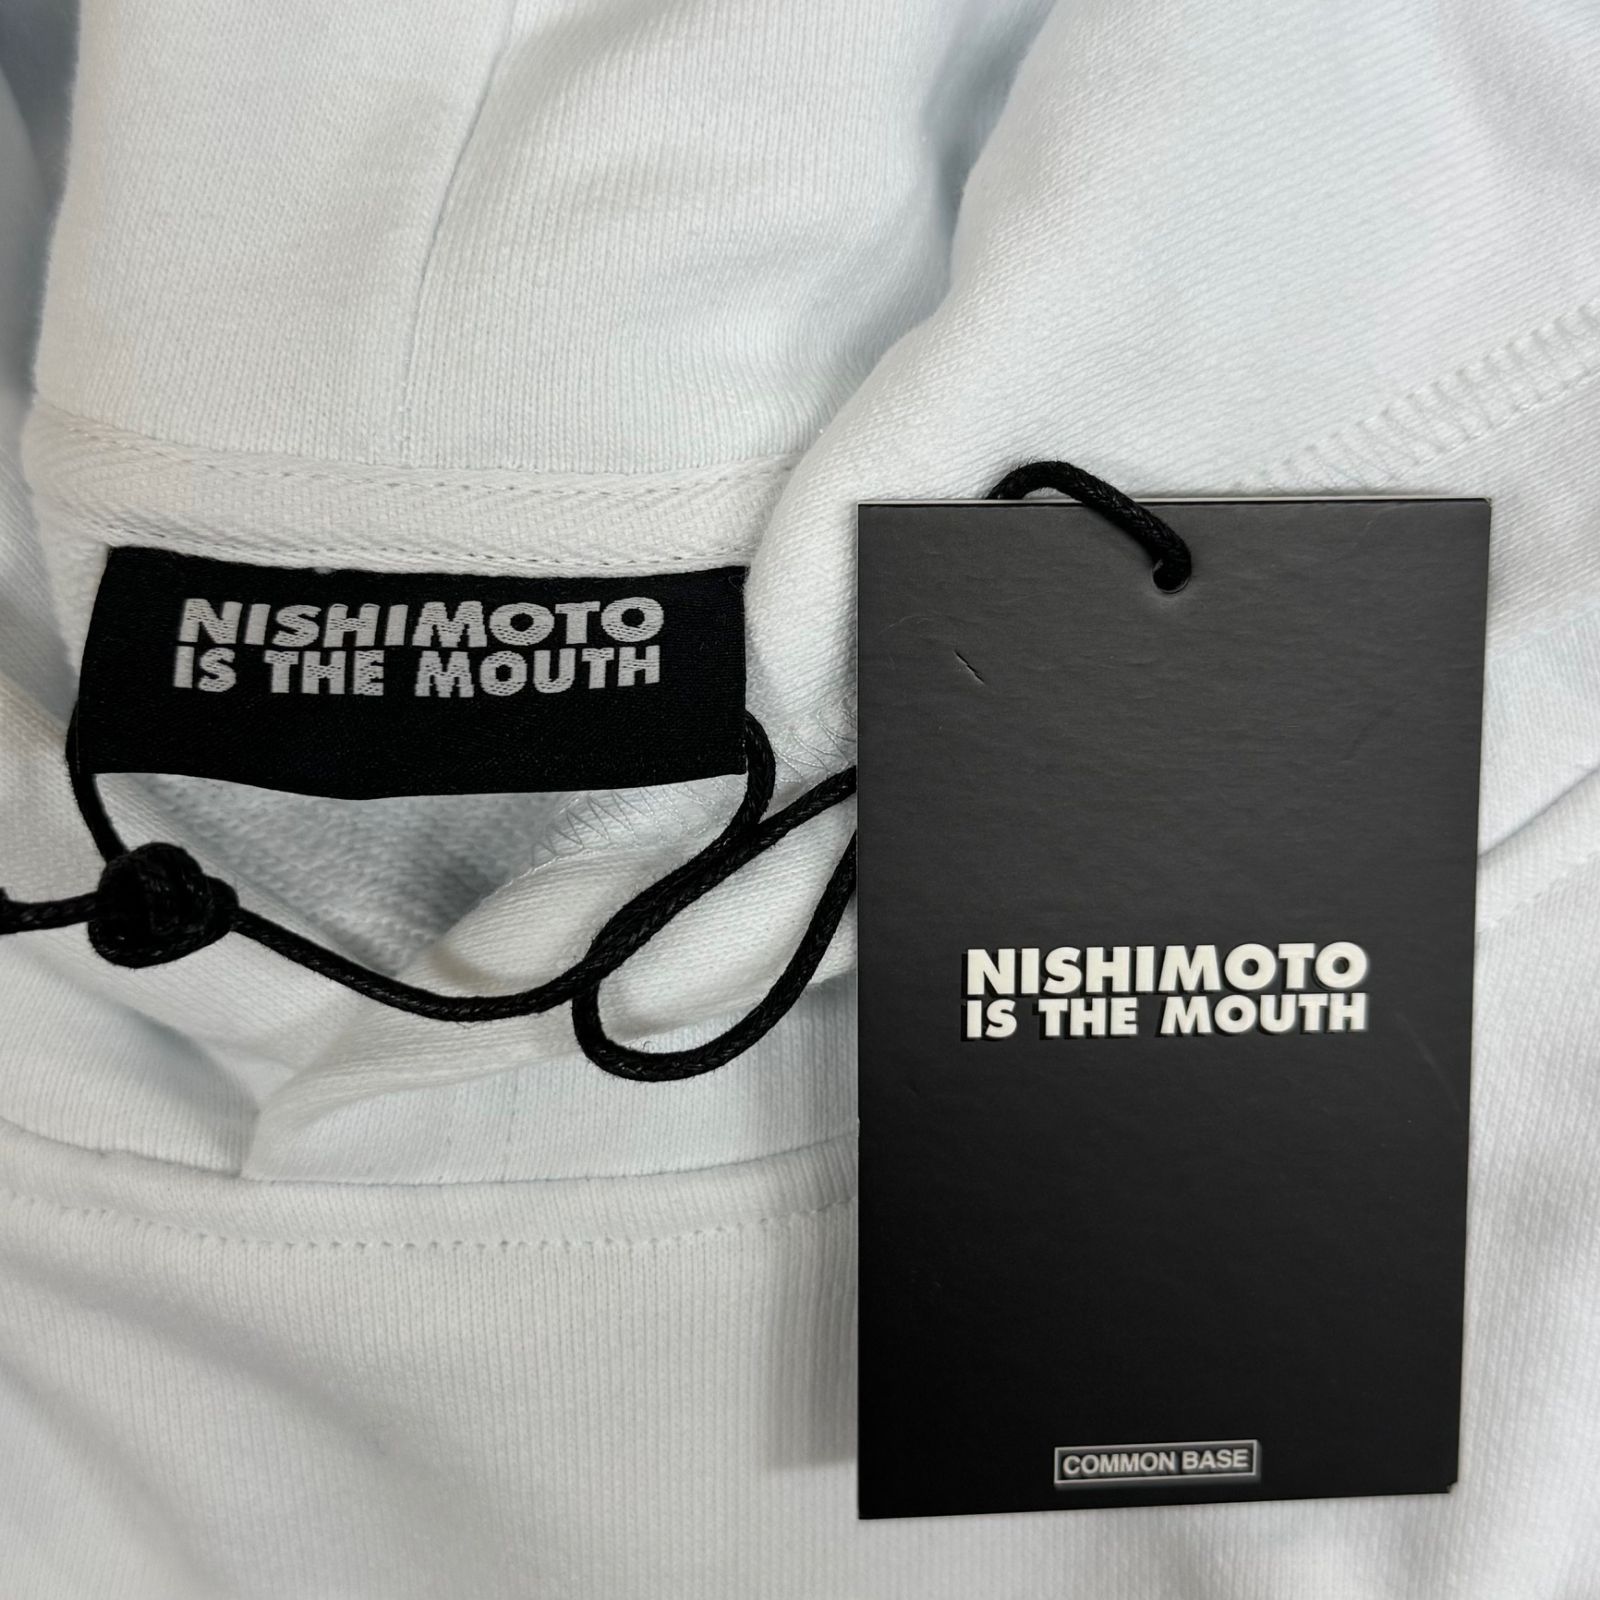 NISHIMOTO
IS THE MOUTH
NISHIMOTO
IS THE MOUTH
COMMON BASE